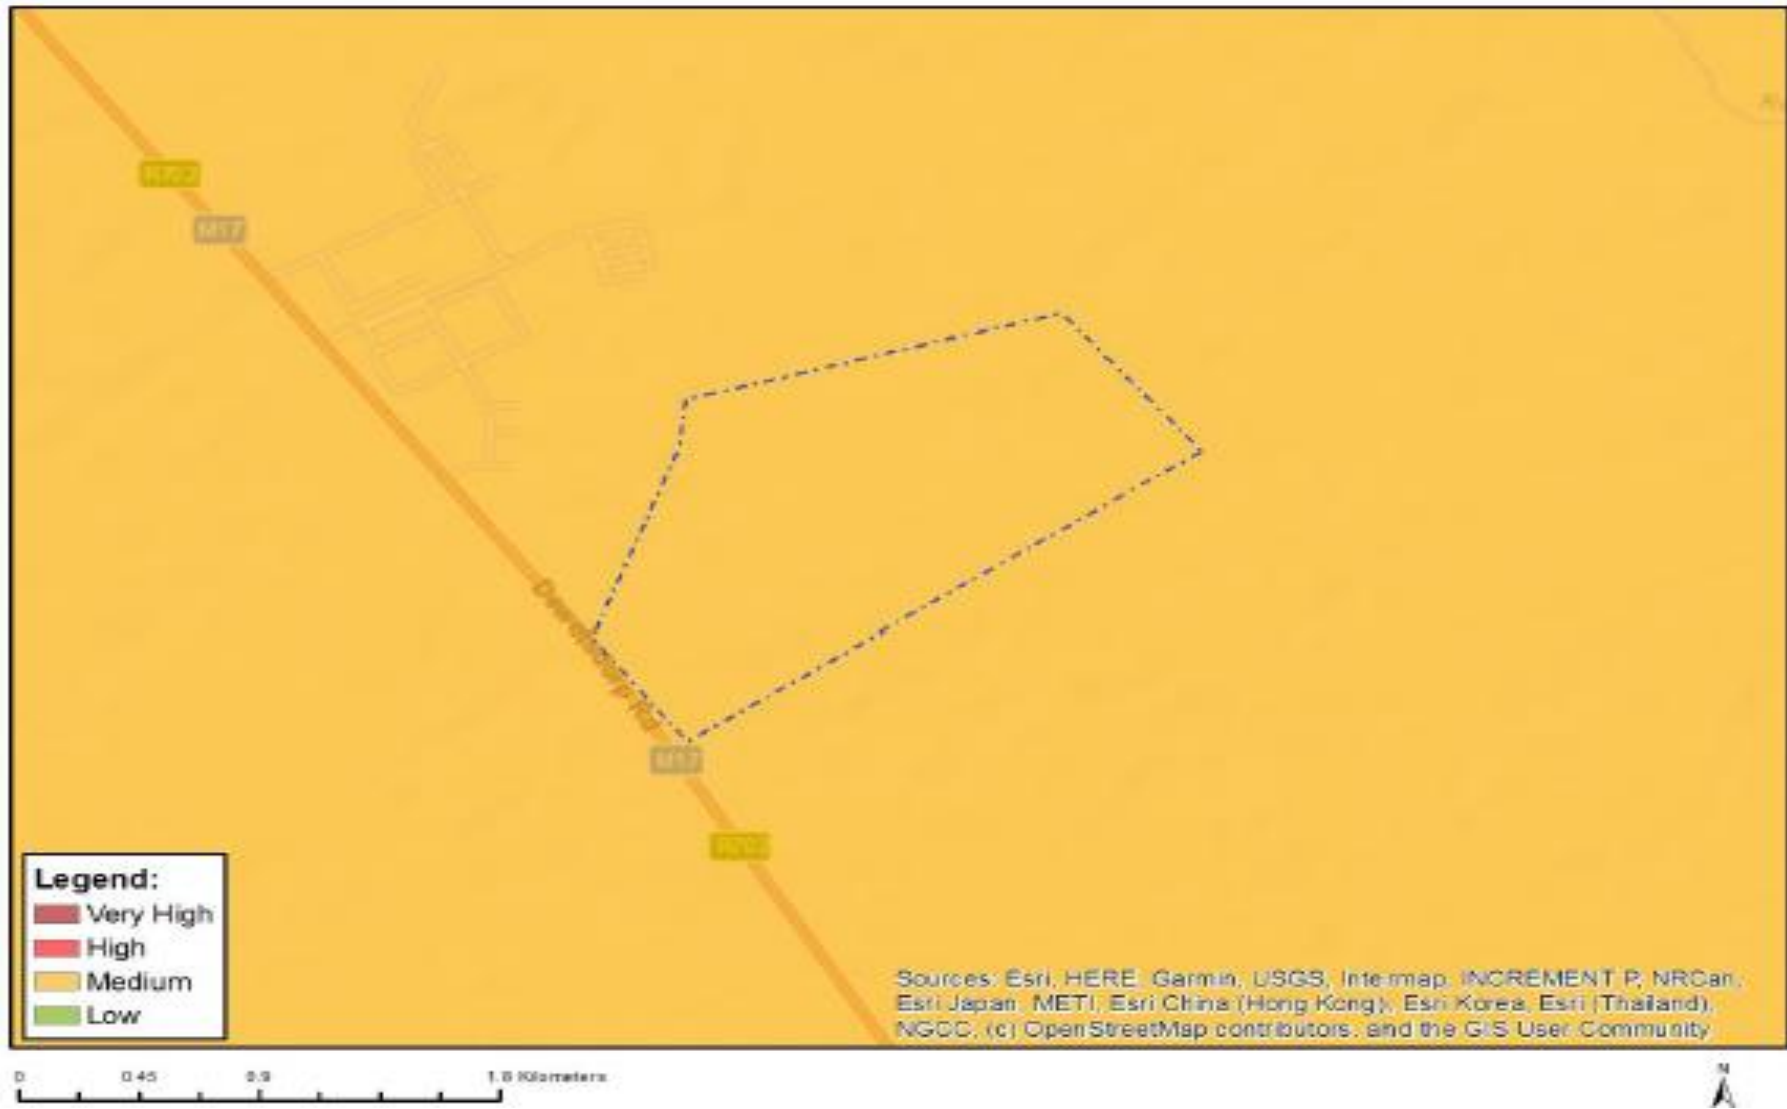 M17
M17
Legend:
Very High
High
Medium
Low
Sources: Esri, HERE, Garmin, USGS, Intermap, INCREMENT P, NRCan,
Esri Japan, METI, Esri China (Hong Kong), Esri Korea, Esri (Thailand),
NGCC, (c) OpenStreetMap contributors, and the GIS User Community
0 0.45 0.9 1.8 Kilometers
N